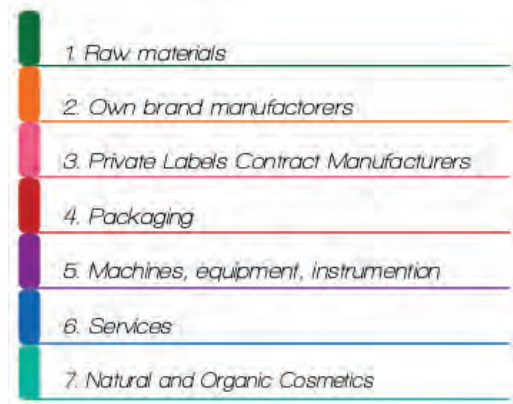 1. Raw materials
2. Own brand manufactorers
3. Private Labels Contract Manufacturers
4. Packaging
5. Machines, equipment, instrumention
6. Services
7. Natural and Organic Cosmetics